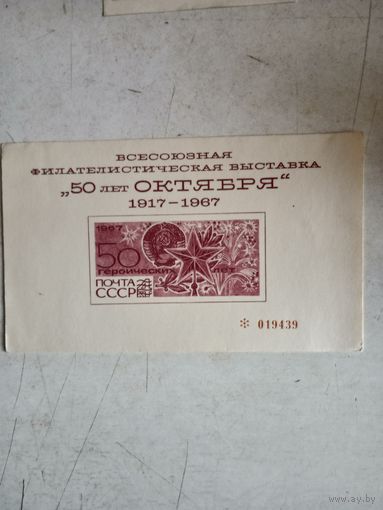 ВСЕСОЮЗНАЯ
ФИЛАТЕЛИСТИЧЕСКАЯ ВЫСТАВКА
„50 ЛЕТ ОКТЯБРЯ“
1917–1967
1967
50
ГЕРОИЧЕСКИХ ЛЕТ
ПОЧТА
СССР
* 019439
www.ay.by